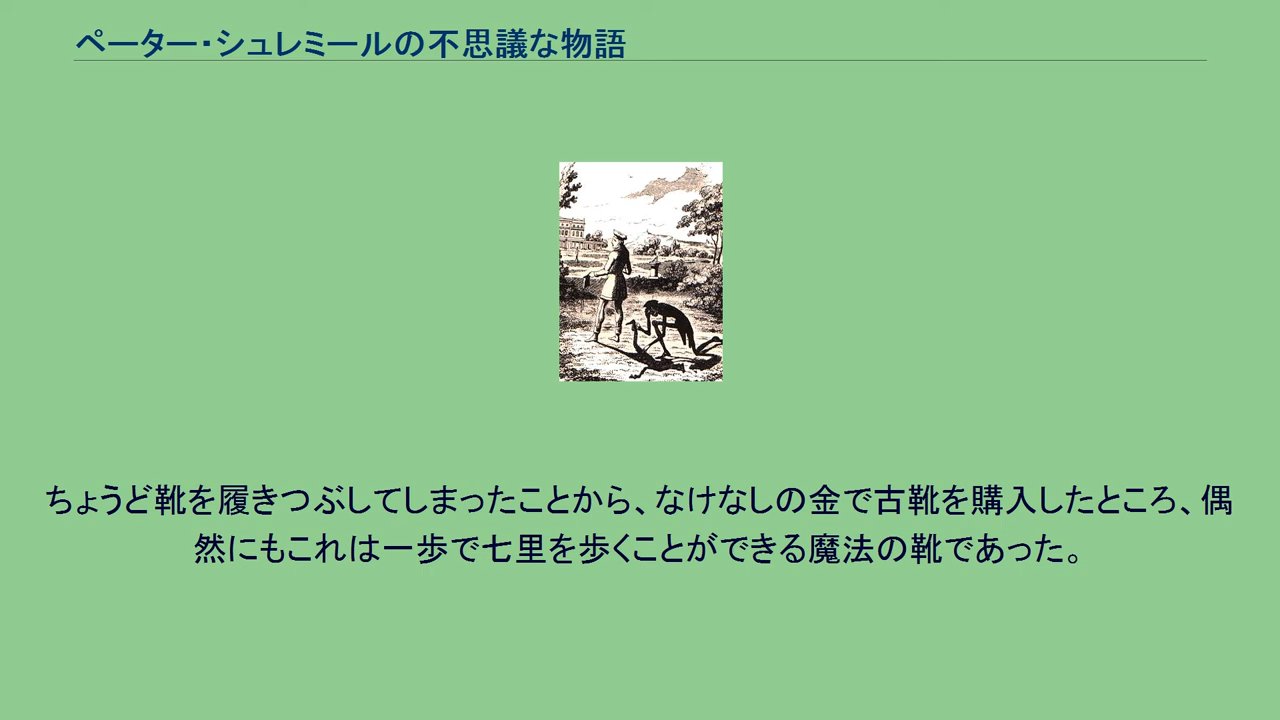 ペーター・シュレミールの不思議な物語
ちょうど靴を履きつぶしてしまったことから、なけなしの金で古靴を購入したところ、偶
然にもこれは一歩で七里を歩くことができる魔法の靴であった。